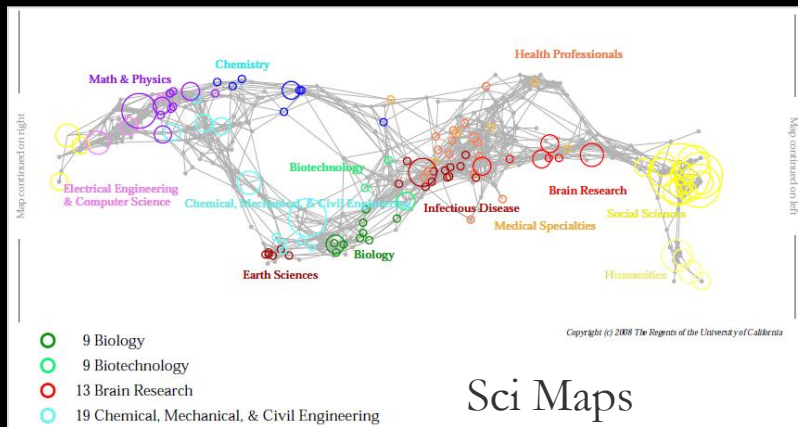 Health Professionals
Chemistry
Math & Physics
Map continued on right
Map continued on left
Biotechnology
Electrical Engineering
& Computer Science
Chemical, Mechanical, & Civil Engineering
Brain Research
Infectious Disease
Social Sciences
Medical Specialties
Biology
Earth Sciences
Humanities
Copyright (c) 2008 The Regents of the University of California
9 Biology
9 Biotechnology
13 Brain Research
19 Chemical, Mechanical, & Civil Engineering
Sci Maps